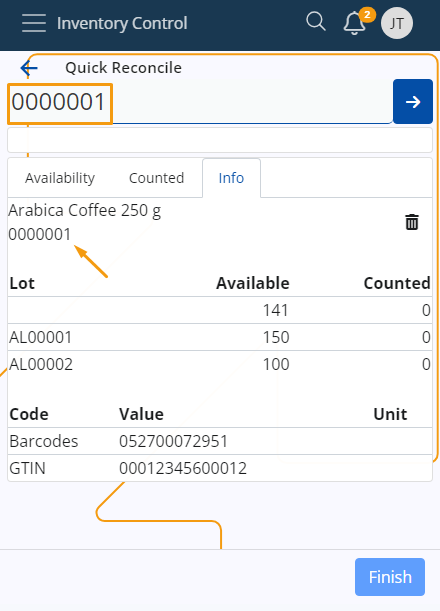 Inventory Control
2
JT
Quick Reconcile
0000001
Availability Counted Info
Arabica Coffee 250 g
0000001
Lot Available Counted
141 0
AL00001 150 0
AL00002 100 0
Code Value Unit
Barcodes 052700072951
GTIN 00012345600012
Finish